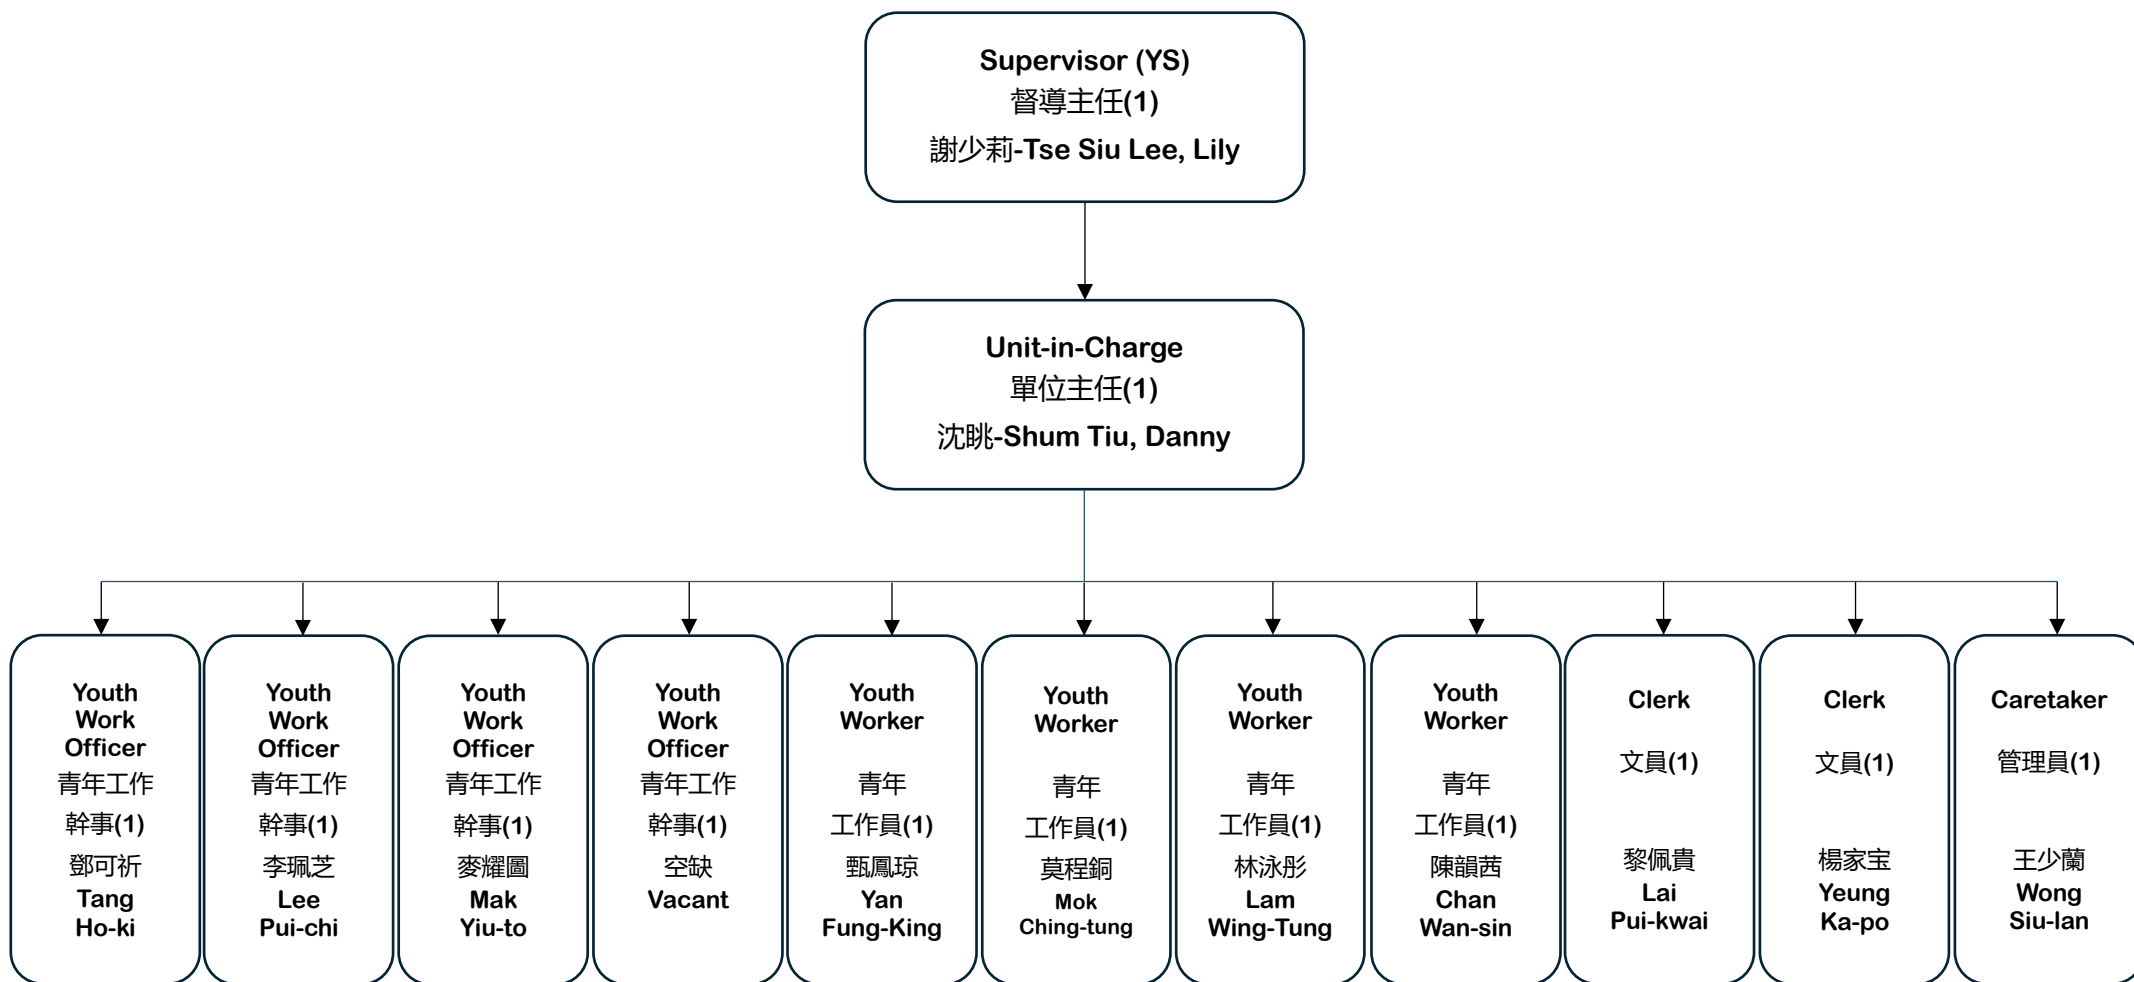 Supervisor (YS)
督導主任(1)
謝少莉-Tse Siu Lee, Lily
Unit-in-Charge
單位主任(1)
沈眺-Shum Tiu, Danny
Youth
Work
Officer
青年工作
幹事(1)
鄧可祈
Tang
Ho-ki
Youth
Work
Officer
青年工作
幹事(1)
李珮芝
Lee
Pui-chi
Youth
Work
Officer
青年工作
幹事(1)
麥耀圖
Mak
Yiu-to
Youth
Work
Officer
青年工作
幹事(1)
空缺
Vacant
Youth
Worker
青年
工作員(1)
甄鳳琼
Yan
Fung-King
Youth
Worker
青年
工作員(1)
莫程銅
Mok
Ching-tung
Youth
Worker
青年
工作員(1)
林泳彤
Lam
Wing-Tung
Youth
Worker
青年
工作員(1)
陳韻茜
Chan
Wan-sin
Clerk
文員(1)
黎佩貴
Lai
Pui-kwai
Clerk
文員(1)
楊家宝
Yeung
Ka-po
Caretaker
管理員(1)
王少蘭
Wong
Siu-lan